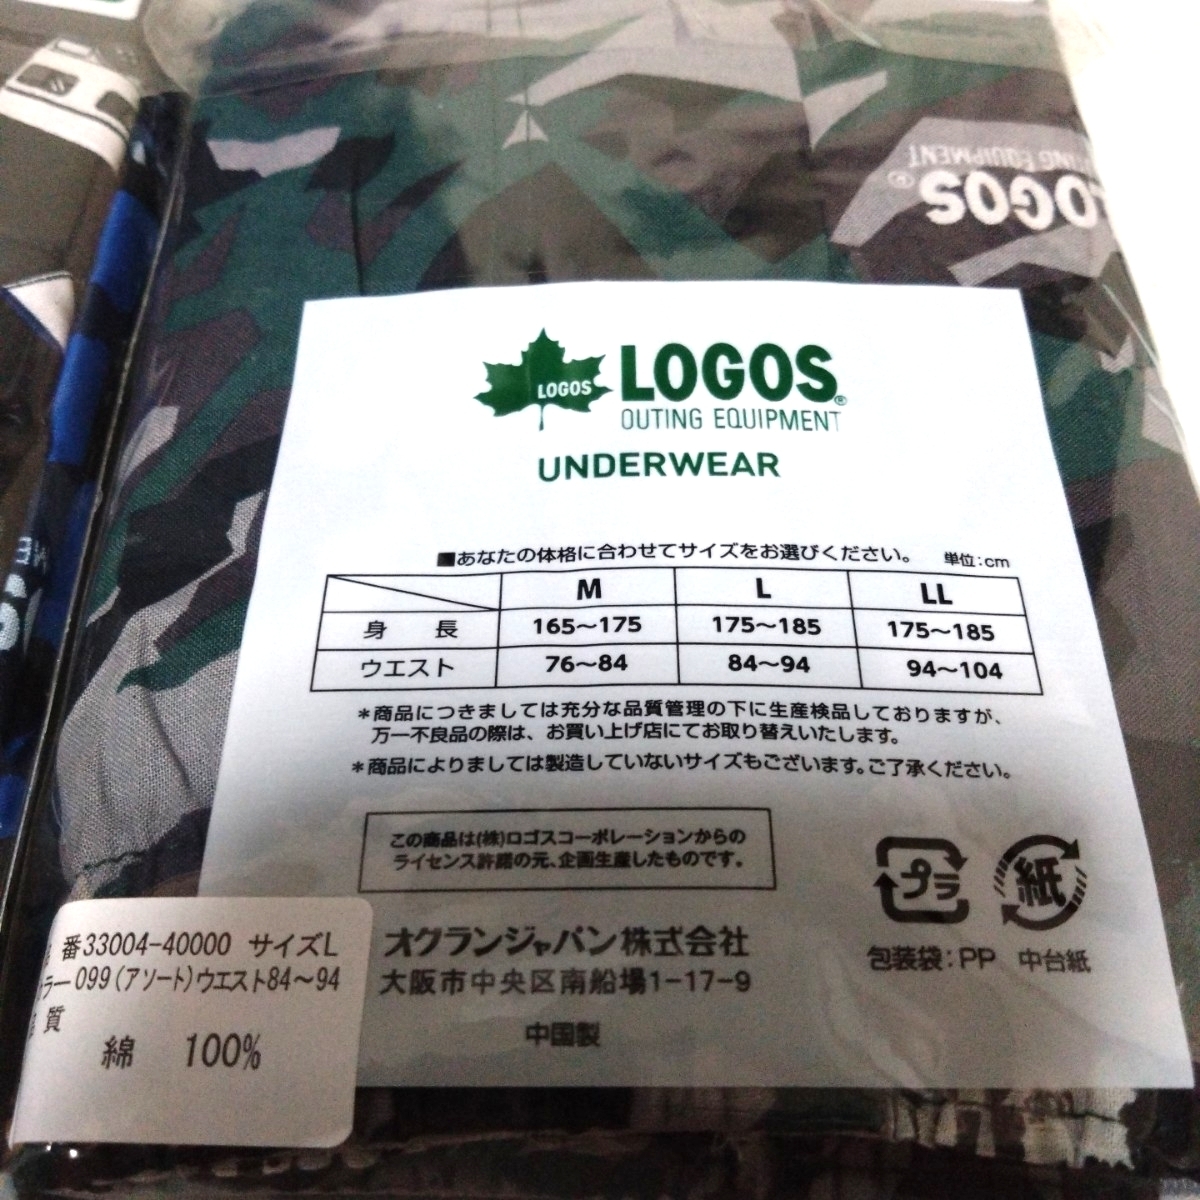 LOGOS®
OUTING EQUIPMENT
LOGOS
LOGOS®
OUTING EQUIPMENT
UNDERWEAR
■あなたの体格に合わせてサイズをお選びください。 単位:cm
M L LL
身 長 165～175 175～185 175～185
ウエスト 76～84 84～94 94～104
*商品につきましては充分な品質管理の下に生産検品しておりますが、
万一不良品の際は、お買い上げ店にてお取り替えいたします。
*商品によりましては製造していないサイズもございます。ご了承ください。
この商品は(株)ロゴスコーポレーションからの
ライセンス許諾の元、企画生産したものです。
プラ 紙
包装袋:PP 中台紙
オグランジャパン株式会社
大阪市中央区南船場1-17-9
中国製
番33004-40000 サイズL
ラー099(アソート)ウエスト84～94
質
綿 100%